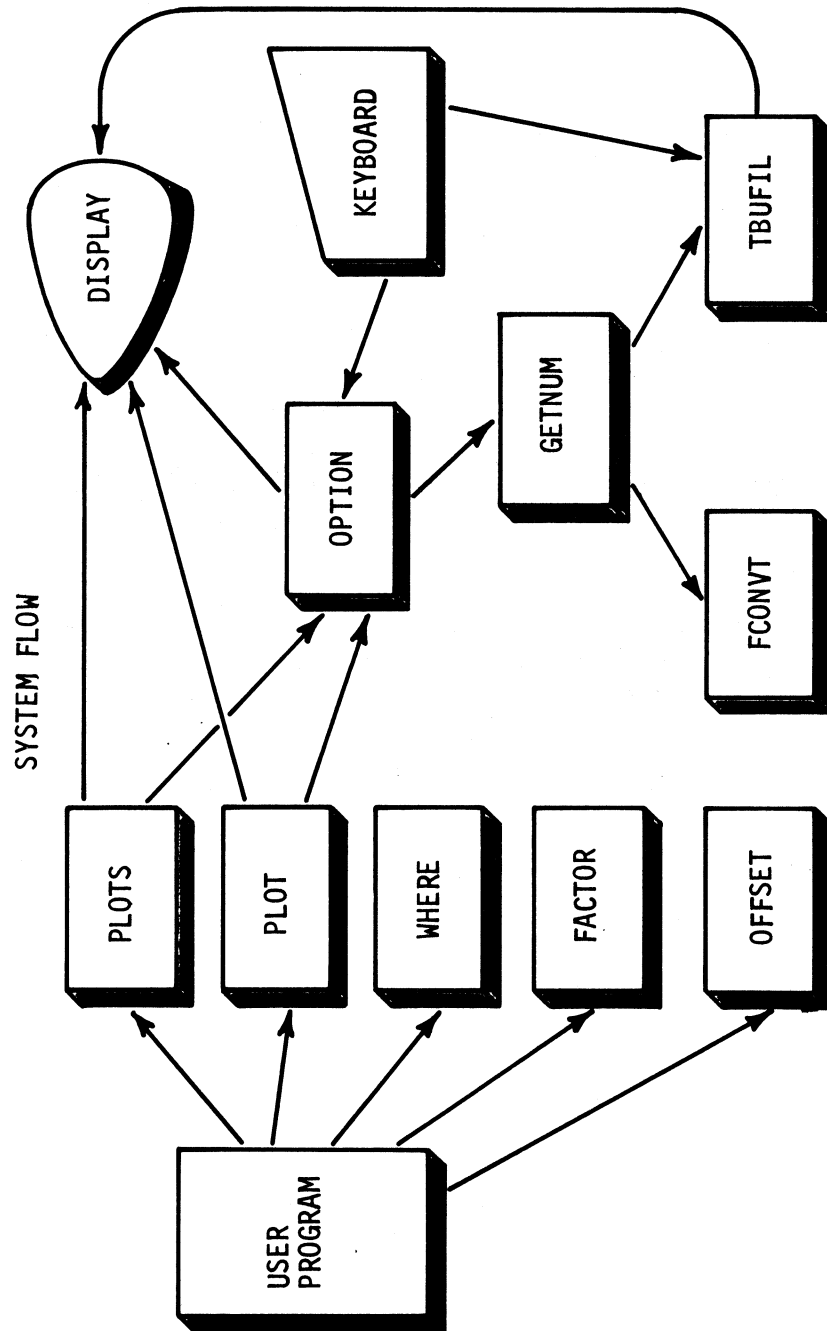 SYSTEM FLOW
USER
PROGRAM
PLOTS
PLOT
WHERE
FACTOR
OFFSET
OPTION
DISPLAY
KEYBOARD
GETNUM
FCONVT
TBUFIL